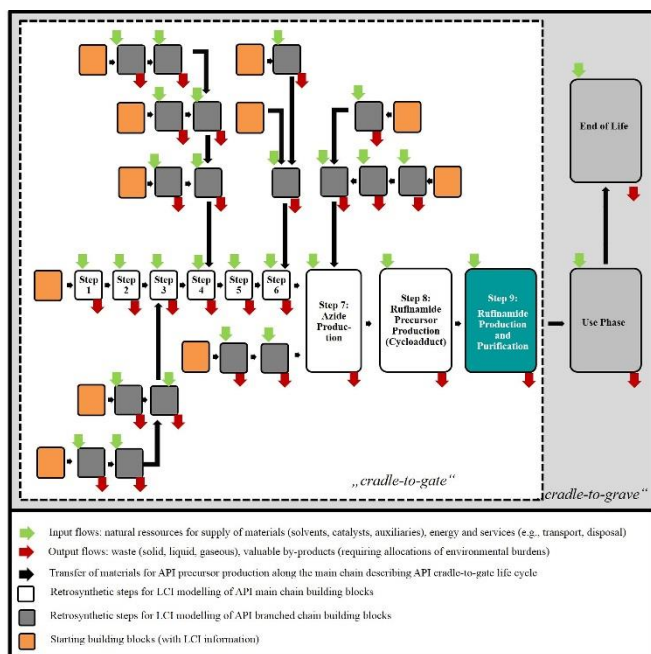 End of Life
Step
1
Step
2
Step
3
Step
4
Step
5
Step
6
Step 7:
Azide
Produc-
tion
Step 8:
Rufinamide
Precursor
Production
(Cycloadduct)
Step 9:
Rufinamide
Production
and
Purification
Use Phase
„cradle-to-gate“
cradle-to-grave“
Input flows: natural ressources for supply of materials (solvents, catalysts, auxiliaries), energy and services (e.g., transport, disposal)
Output flows: waste (solid, liquid, gaseous), valuable by-products (requiring allocations of environmental burdens)
Transfer of materials for API precursor production along the main chain describing API cradle-to-gate life cycle
Retrosynthetic steps for LCI modelling of API main chain building blocks
Retrosynthetic steps for LCI modelling of API branched chain building blocks
Starting building blocks (with LCI information)